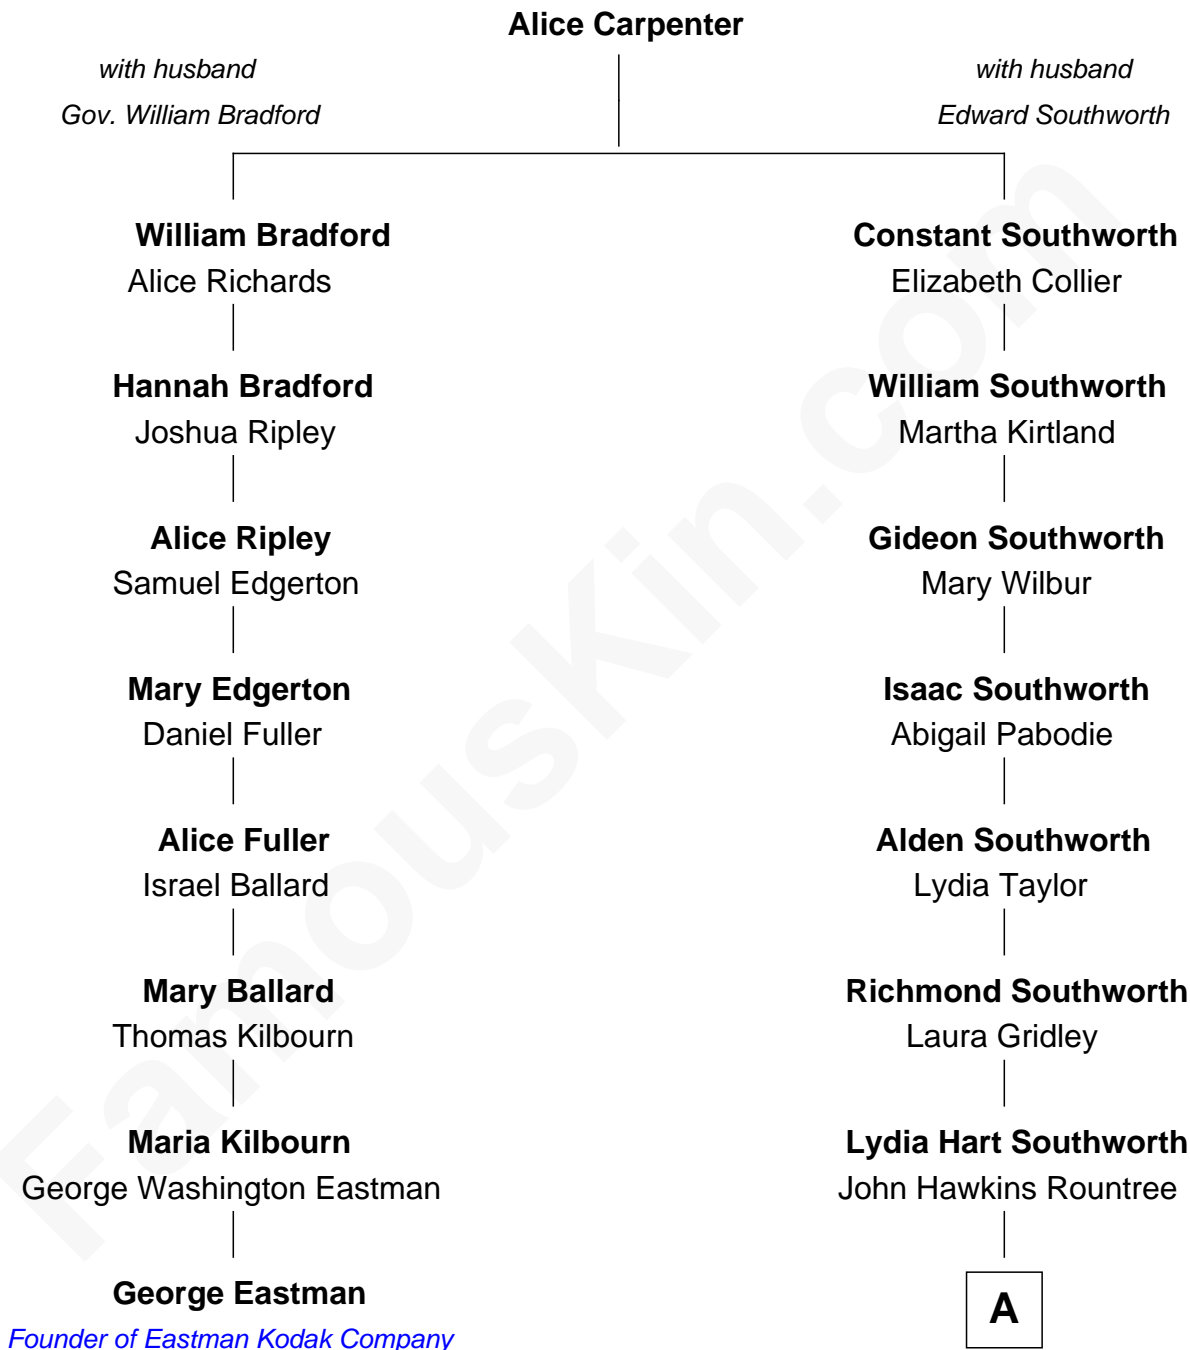 Alice Carpenter
with husband
Gov. William Bradford
with husband
Edward Southworth
William Bradford
Alice Richards
Hannah Bradford
Joshua Ripley
Alice Ripley
Samuel Edgerton
Mary Edgerton
Daniel Fuller
Alice Fuller
Israel Ballard
Mary Ballard
Thomas Kilbourn
Maria Kilbourn
George Washington Eastman
George Eastman
Founder of Eastman Kodak Company
Constant Southworth
Elizabeth Collier
William Southworth
Martha Kirtland
Gideon Southworth
Mary Wilbur
Isaac Southworth
Abigail Pabodie
Alden Southworth
Lydia Taylor
Richmond Southworth
Laura Gridley
Lydia Hart Southworth
John Hawkins Rountree
A
FamousKin.com